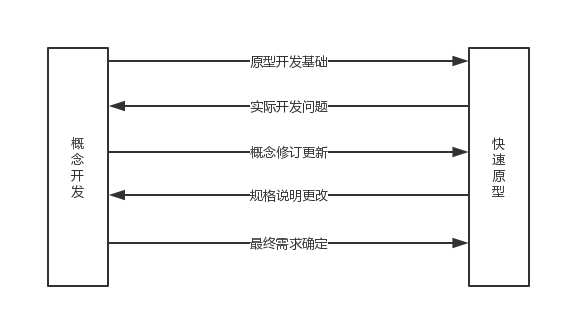 概念开发
原型开发基础
实际开发问题
概念修订更新
规格说明更改
最终需求确定
快速原型